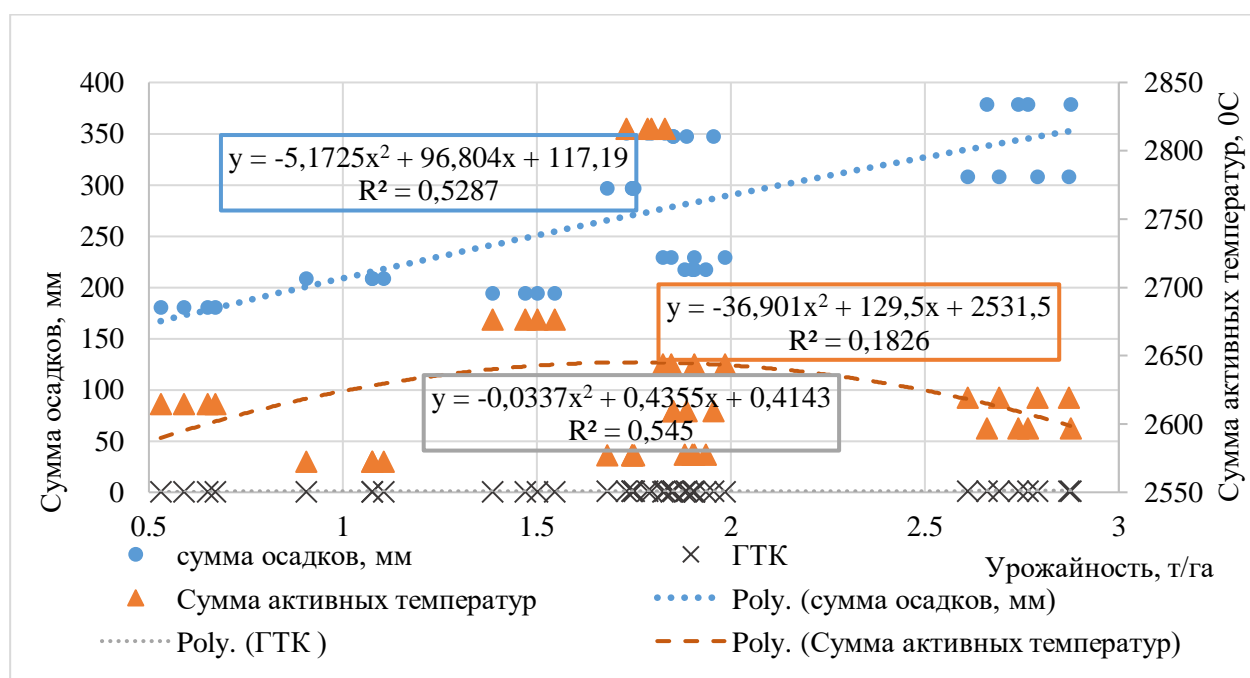 400
350
300
250
200
150
100
50
0
Сумма осадков, мм
2850
2800
2750
2700
2650
2600
2550
Сумма активных температур, 0С
y = -5,1725x² + 96,804x + 117,19
R² = 0,5287
y = -36,901x² + 129,5x + 2531,5
R² = 0,1826
y = -0,0337x² + 0,4355x + 0,4143
R² = 0,545
0.5 1 1.5 2 2.5 3
Урожайность, т/га
сумма осадков, мм
ГТК
Сумма активных температур
Poly. (сумма осадков, мм)
Poly. (ГТК )
Poly. (Сумма активных температур)